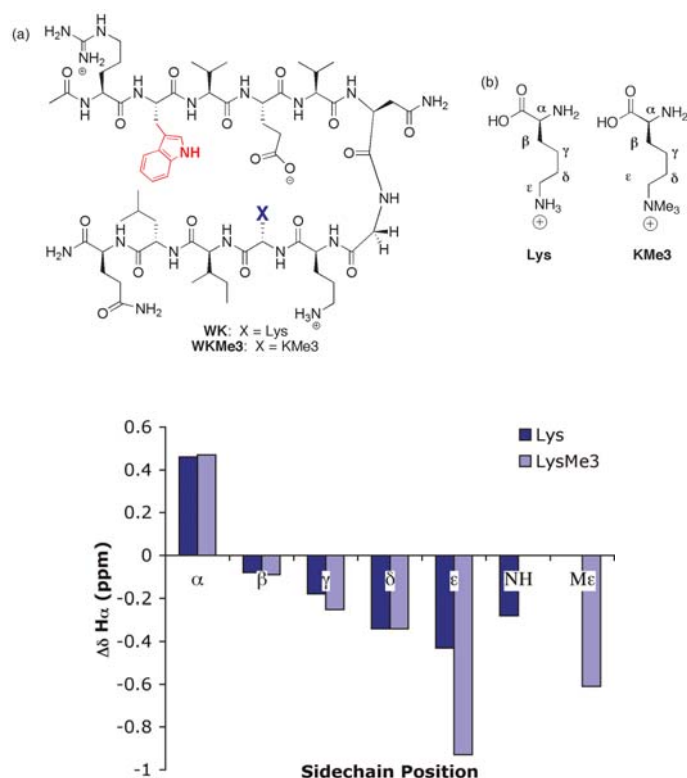 (a)
H₂N
NH
NH₂
⊕
O
N
H
O
H
N
O
N
H
O
H
N
O
N
H
O
H
N
O
NH₂
NH
O
O
⊖
O
NH
H
H
X
H₂N
O
H
N
O
N
H
O
H
N
O
N
H
O
H
N
O
O
NH₂
H₃N
⊕
WK: X = Lys
WKMe3: X = KMe3
(b)
O
HO
α
NH₂
β
γ
δ
ε
NH₃
⊕
Lys
O
HO
α
NH₂
β
γ
δ
ε
NMe₃
⊕
KMe3
Lys
LysMe3
0.6
0.4
0.2
0
-0.2
-0.4
-0.6
-0.8
-1
Δδ Hα (ppm)
α β γ δ ε NH Mε
Sidechain Position